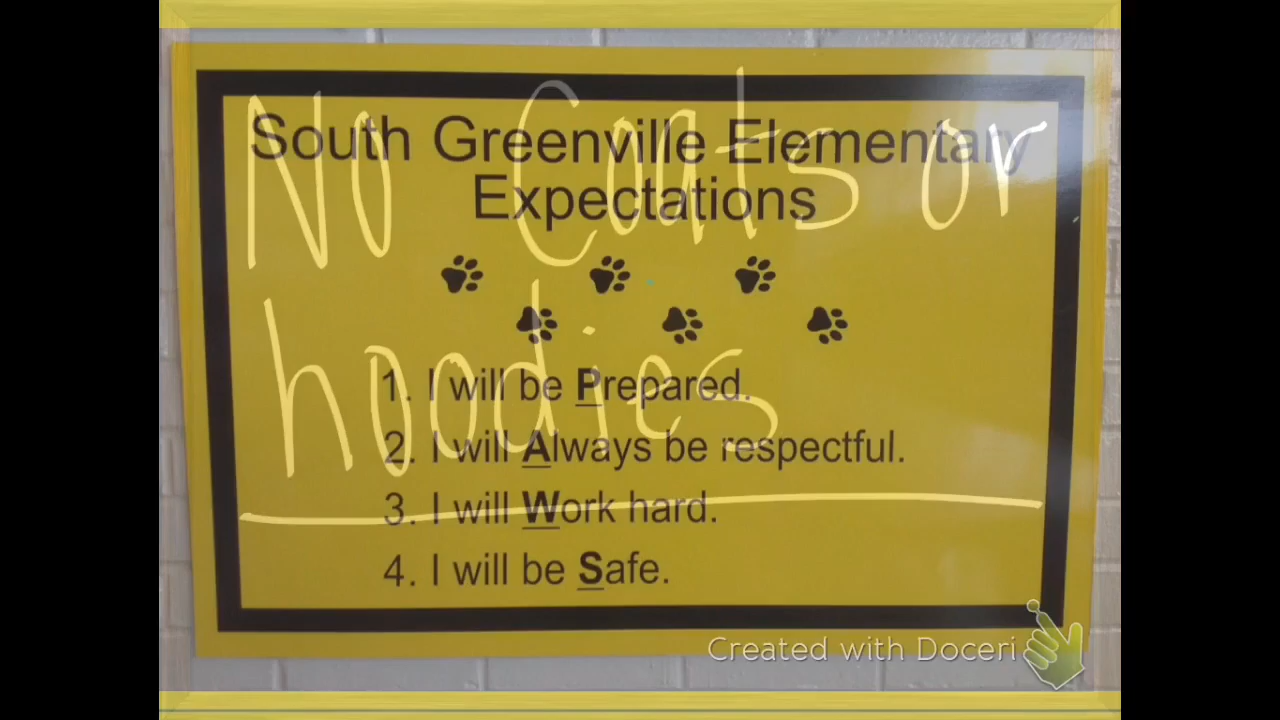 No Coats or
hoodies
South Greenville Elementary
Expectations
1. I will be Prepared.
2. I will Always be respectful.
3. I will Work hard.
4. I will be Safe.
Created with Doceri